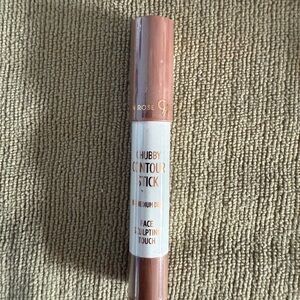 ROSE
CHUBBY
CONTOUR
STICK
FACE
SCULPTING
TOUCH